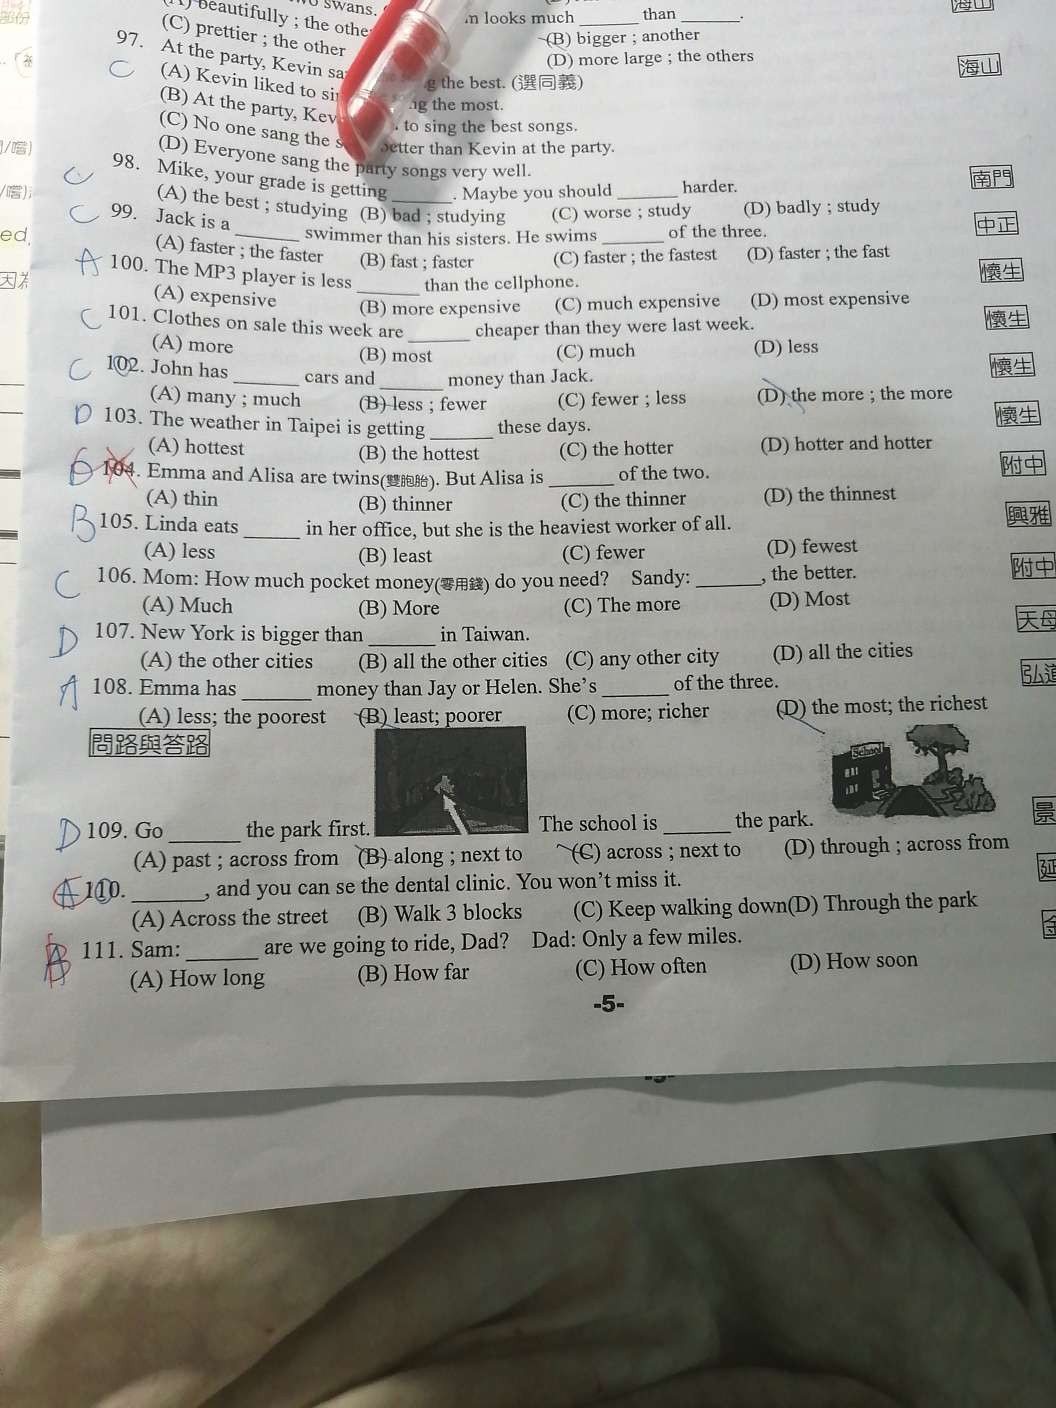 swans.
beautifully ; the othe
n looks much ______ than ______.
(C) prettier ; the other
(B) bigger ; another
(D) more large ; the others
海山
97. At the party, Kevin sa
g the best. (選同義)
海山
C
(A) Kevin liked to sin
ng the most.
(B) At the party, Kev
to sing the best songs.
(C) No one sang the s
better than Kevin at the party.
(D) Everyone sang the party songs very well.
C 98. Mike, your grade is getting ______. Maybe you should ______ harder. 南門
(A) the best ; studying (B) bad ; studying (C) worse ; study (D) badly ; study
C 99. Jack is a ______ swimmer than his sisters. He swims ______ of the three. 中正
(A) faster ; the faster (B) fast ; faster (C) faster ; the fastest (D) faster ; the fast
A 100. The MP3 player is less ______ than the cellphone. 懷生
(A) expensive (B) more expensive (C) much expensive (D) most expensive
C 101. Clothes on sale this week are ______ cheaper than they were last week. 懷生
(A) more (B) most (C) much (D) less
C 102. John has ______ cars and ______ money than Jack. 懷生
(A) many ; much (B) less ; fewer (C) fewer ; less (D) the more ; the more
D 103. The weather in Taipei is getting ______ these days. 懷生
(A) hottest (B) the hottest (C) the hotter (D) hotter and hotter
104. Emma and Alisa are twins(雙胞胎). But Alisa is ______ of the two. 附中
(A) thin (B) thinner (C) the thinner (D) the thinnest
B 105. Linda eats ______ in her office, but she is the heaviest worker of all. 興雅
(A) less (B) least (C) fewer (D) fewest
C 106. Mom: How much pocket money(零用錢) do you need? Sandy: ______, the better. 附中
(A) Much (B) More (C) The more (D) Most
D 107. New York is bigger than ______ in Taiwan. 天母
(A) the other cities (B) all the other cities (C) any other city (D) all the cities
A 108. Emma has ______ money than Jay or Helen. She's ______ of the three. 弘道
(A) less; the poorest (B) least; poorer (C) more; richer (D) the most; the richest
問路與答路
School
D 109. Go ______ the park first. The school is ______ the park. 景
(A) past ; across from (B) along ; next to (C) across ; next to (D) through ; across from
A 110. ______, and you can se the dental clinic. You won't miss it. 延
(A) Across the street (B) Walk 3 blocks (C) Keep walking down(D) Through the park
B 111. Sam: ______ are we going to ride, Dad? Dad: Only a few miles. 金
(A) How long (B) How far (C) How often (D) How soon
-5-